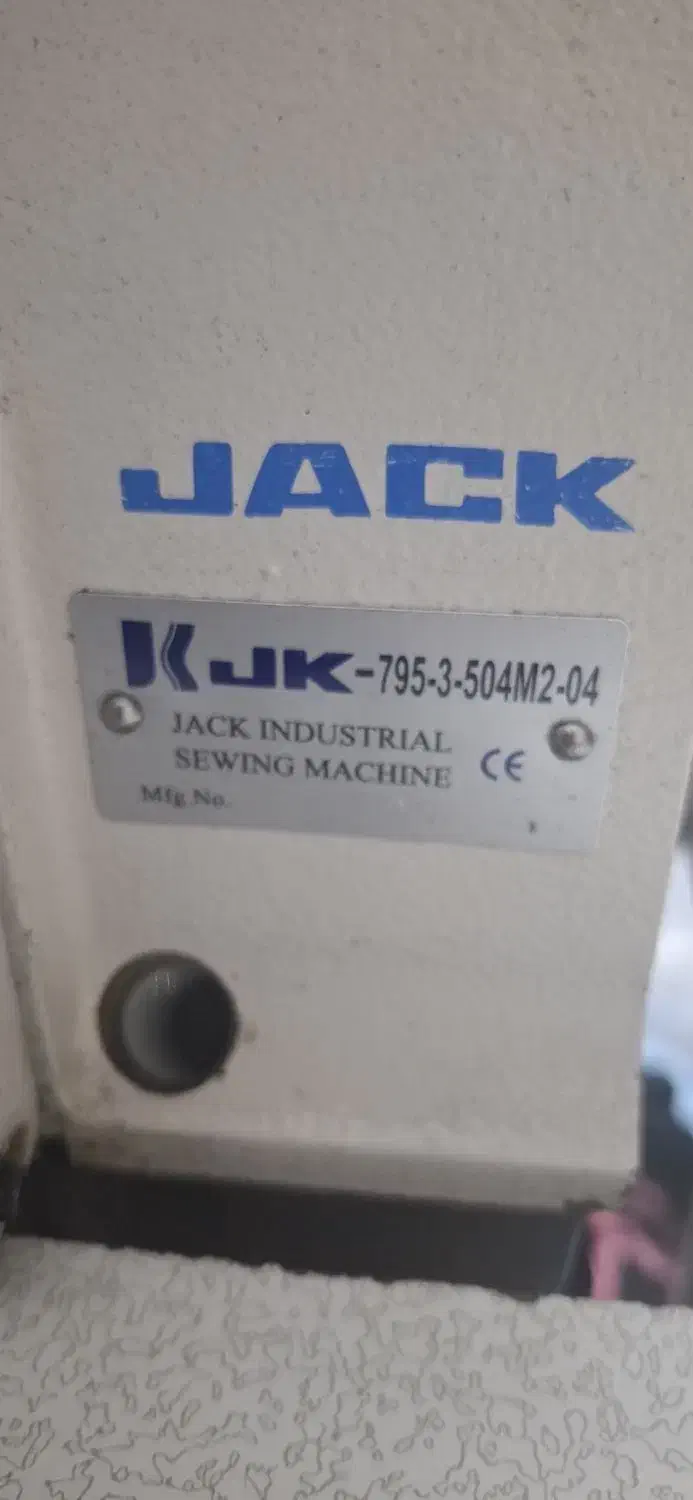 JACK
JK-795-3-504M2-04
JACK INDUSTRIAL
SEWING MACHINE CE
Mfg.No.